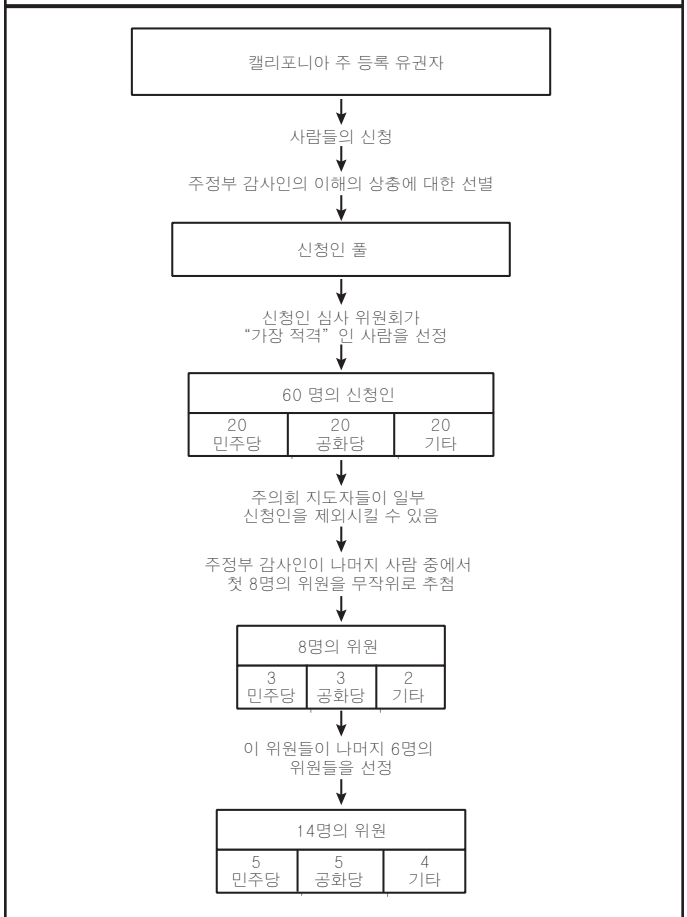 캘리포니아 주 등록 유권자
사람들의 신청
주정부 감사인의 이해의 상충에 대한 선별
신청인 풀
신청인 심사 위원회가
“가장 적격” 인 사람을 선정
60 명의 신청인
20 20 20
민주당 공화당 기타
주의회 지도자들이 일부
신청인을 제외시킬 수 있음
주정부 감사인이 나머지 사람 중에서
첫 8명의 위원을 무작위로 추첨
8명의 위원
3 3 2
민주당 공화당 기타
이 위원들이 나머지 6명의
위원들을 선정
14명의 위원
5 5 4
민주당 공화당 기타